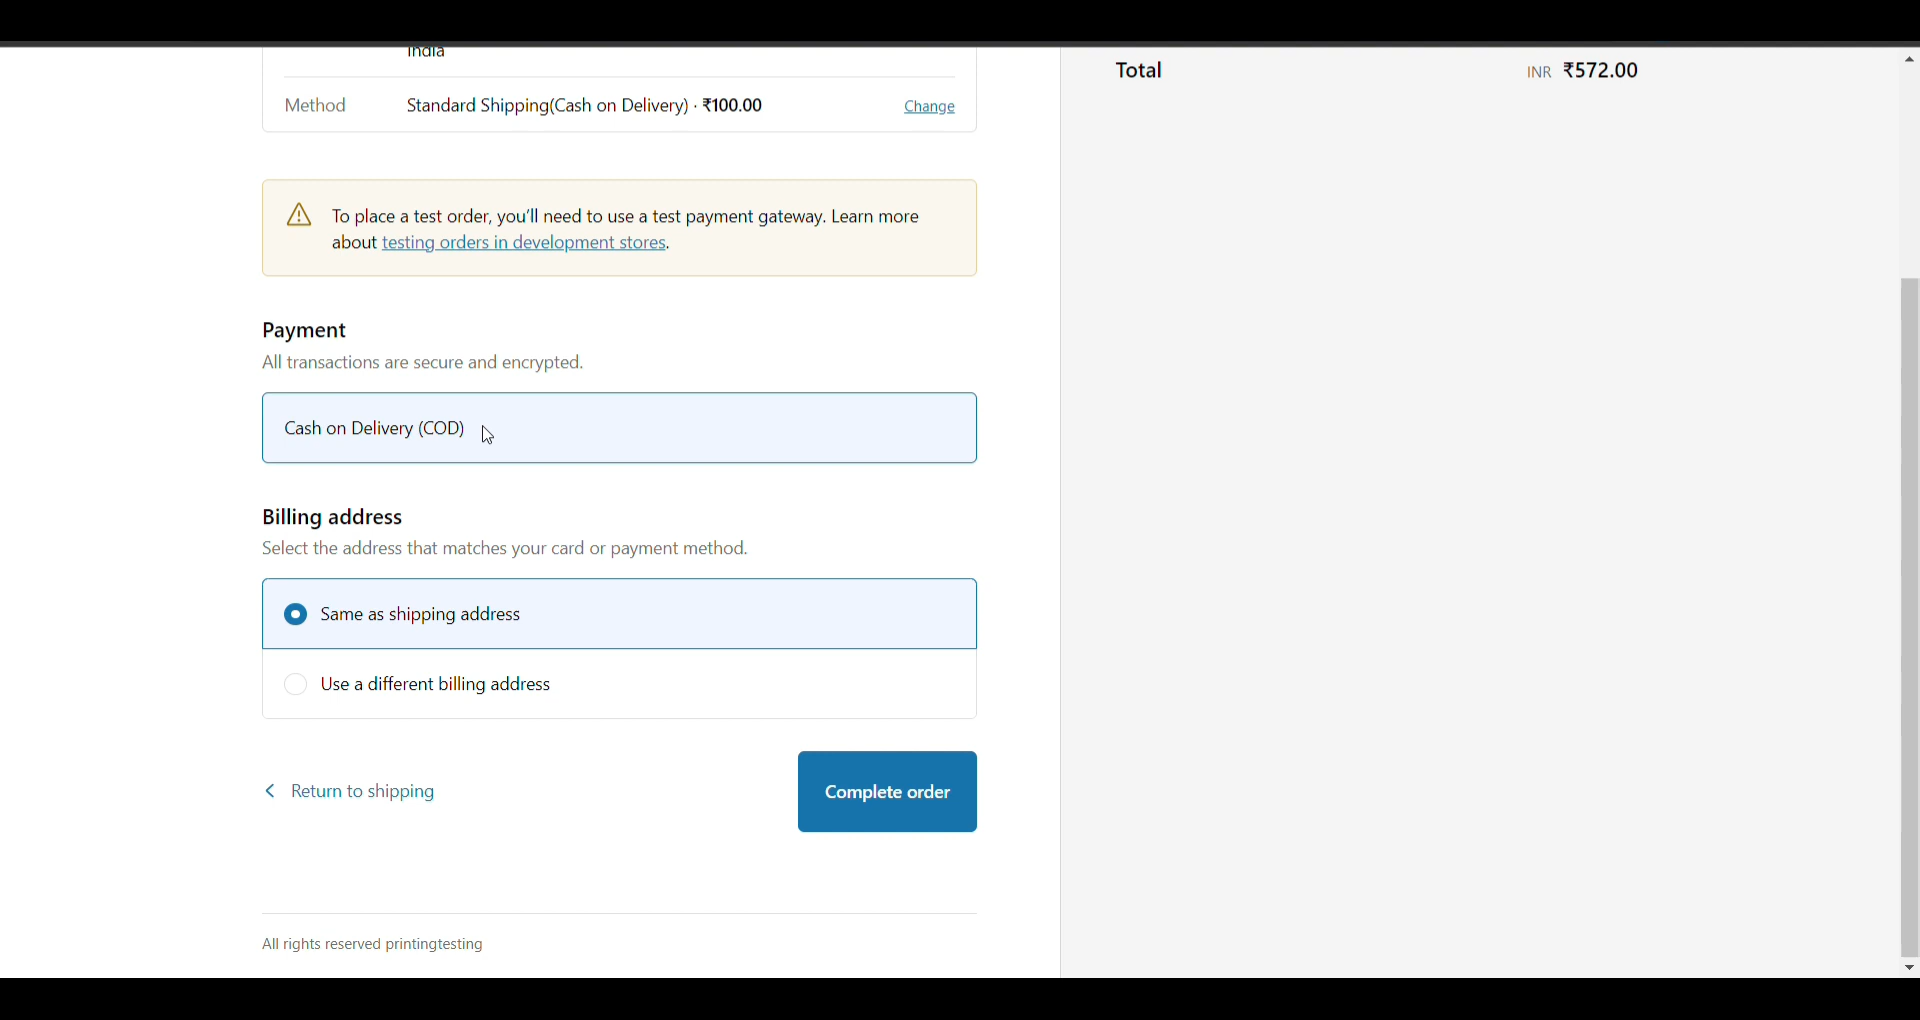 India
Method Standard Shipping(Cash on Delivery) · ₹100.00 Change
To place a test order, you'll need to use a test payment gateway. Learn more
about testing orders in development stores.
Payment
All transactions are secure and encrypted.
Cash on Delivery (COD)
Billing address
Select the address that matches your card or payment method.
Same as shipping address
Use a different billing address
Return to shipping
Complete order
All rights reserved printingtesting
Total INR ₹572.00